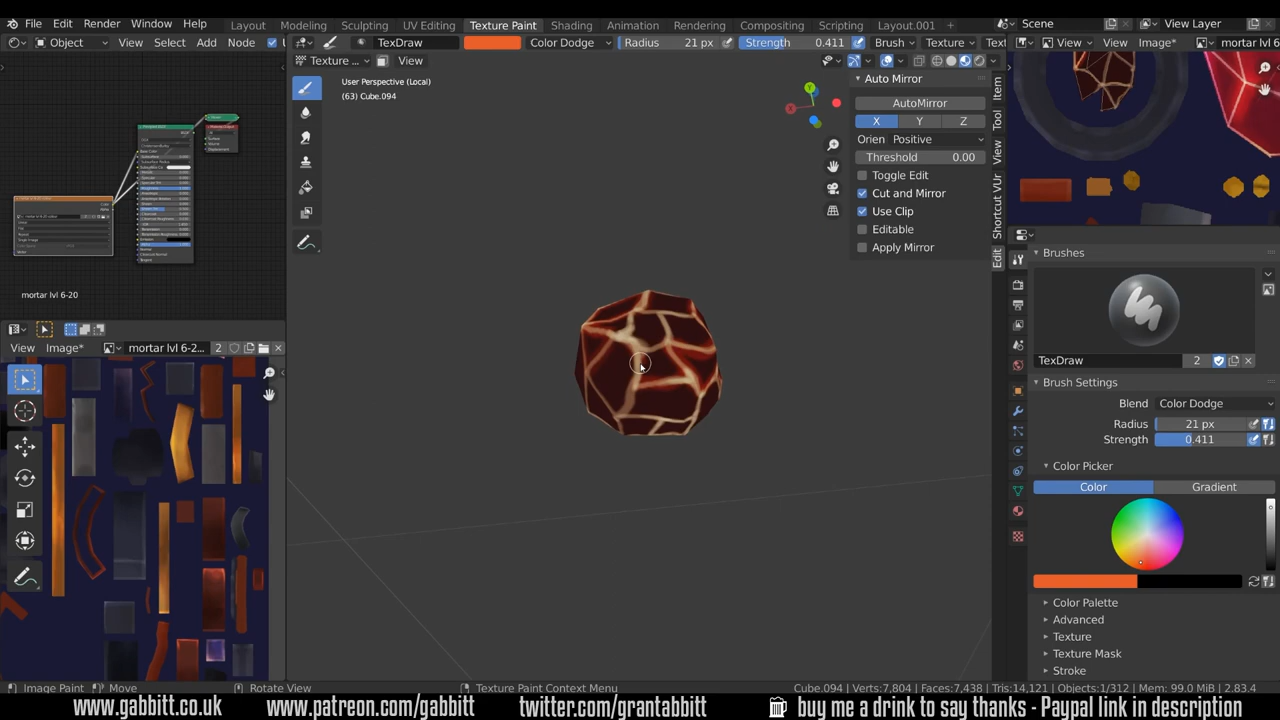 File Edit Render Window Help Layout Modeling Sculpting UV Editing Texture Paint Shading Animation Rendering Compositing Scripting Layout.001 + Scene View Layer
Object View Select Add Node TexDraw Color Dodge Radius 21 px Strength 0.411 Brush Texture Text View View Image* mortar lvl 6
Texture ... View
User Perspective (Local)
(63) Cube.094
Auto Mirror
AutoMirror
X Y Z
Orien Positive
Threshold 0.00
Toggle Edit
Cut and Mirror
Use Clip
Editable
Apply Mirror
Item
Tool
View
Shortcut VUr
Edit
mortar lvl 6-20
View Image* mortar lvl 6-2... 2
Brushes
TexDraw 2
Brush Settings
Blend Color Dodge
Radius 21 px
Strength 0.411
Color Picker
Color Gradient
Color Palette
Advanced
Texture
Texture Mask
Stroke
Image Paint Move Rotate View Texture Paint Context Menu Cube.094 | Verts:7,804 | Faces:7,438 | Tris:14,121 | Objects:1/312 | Mem: 99.0 MiB | 2.83.4
www.gabbitt.co.uk www.patreon.com/gabbitt twitter.com/grantabbitt buy me a drink to say thanks - Paypal link in description